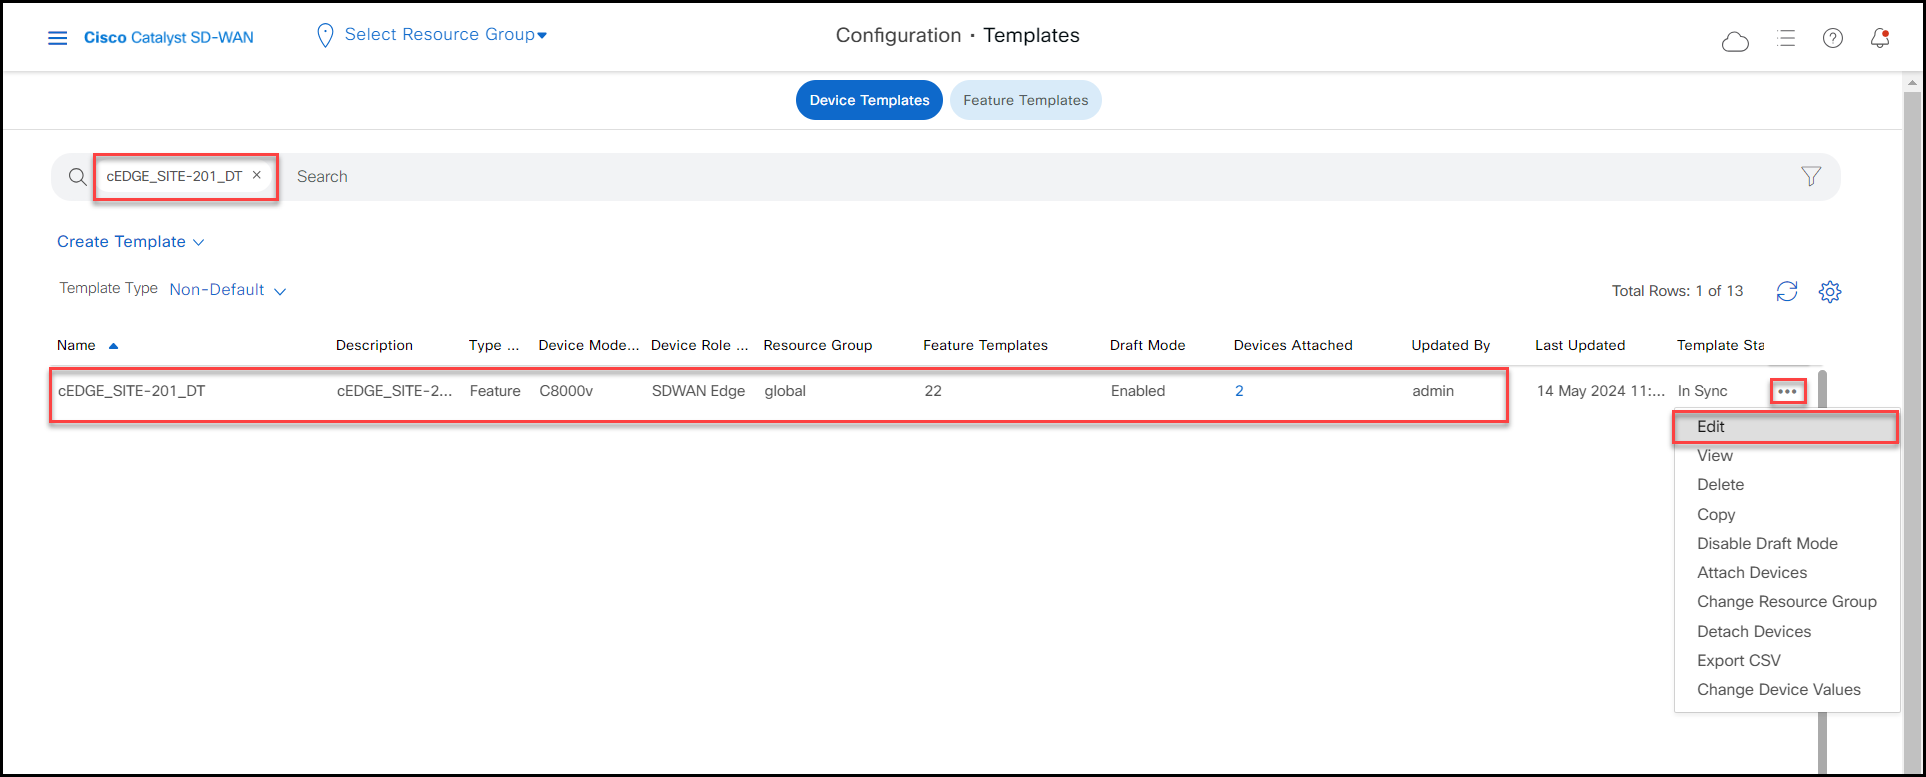 Cisco Catalyst SD-WAN
Select Resource Group
Configuration · Templates
Device Templates
Feature Templates
cEDGE_SITE-201_DT ×
Search
Create Template
Template Type Non-Default
Total Rows: 1 of 13
Name Description Type ... Device Mode... Device Role ... Resource Group Feature Templates Draft Mode Devices Attached Updated By Last Updated Template Sta
cEDGE_SITE-201_DT cEDGE_SITE-2... Feature C8000v SDWAN Edge global 22 Enabled 2 admin 14 May 2024 11:... In Sync
Edit
View
Delete
Copy
Disable Draft Mode
Attach Devices
Change Resource Group
Detach Devices
Export CSV
Change Device Values